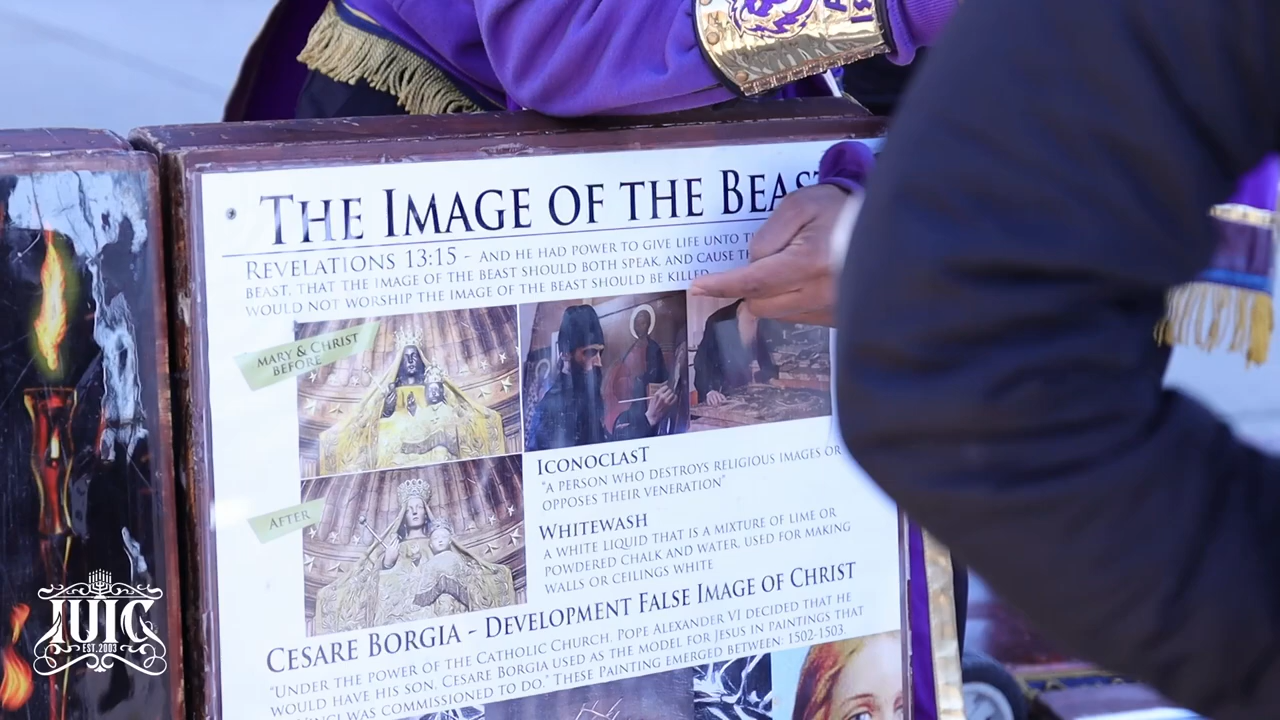 THE IMAGE OF THE BEAST
REVELATIONS 13:15 – AND HE HAD POWER TO GIVE LIFE UNTO
BEAST, THAT THE IMAGE OF THE BEAST SHOULD BOTH SPEAK, AND CAUSE
WOULD NOT WORSHIP THE IMAGE OF THE BEAST SHOULD BE KILLED
MARY & CHRIST
BEFORE
AFTER
ICONOCLAST
"A PERSON WHO DESTROYS RELIGIOUS IMAGES OR
OPPOSES THEIR VENERATION"
WHITEWASH
A WHITE LIQUID THAT IS A MIXTURE OF LIME OR
POWDERED CHALK AND WATER, USED FOR MAKING
WALLS OR CEILINGS WHITE
CESARE BORGIA - DEVELOPMENT FALSE IMAGE OF CHRIST
"UNDER THE POWER OF THE CATHOLIC CHURCH, POPE ALEXANDER VI DECIDED THAT HE
WOULD HAVE HIS SON, CESARE BORGIA USED AS THE MODEL FOR JESUS IN PAINTINGS THAT
VINCI WAS COMMISSIONED TO DO." THESE PAINTING EMERGED BETWEEN: 1502-1503.
IUIC
EST. 2003